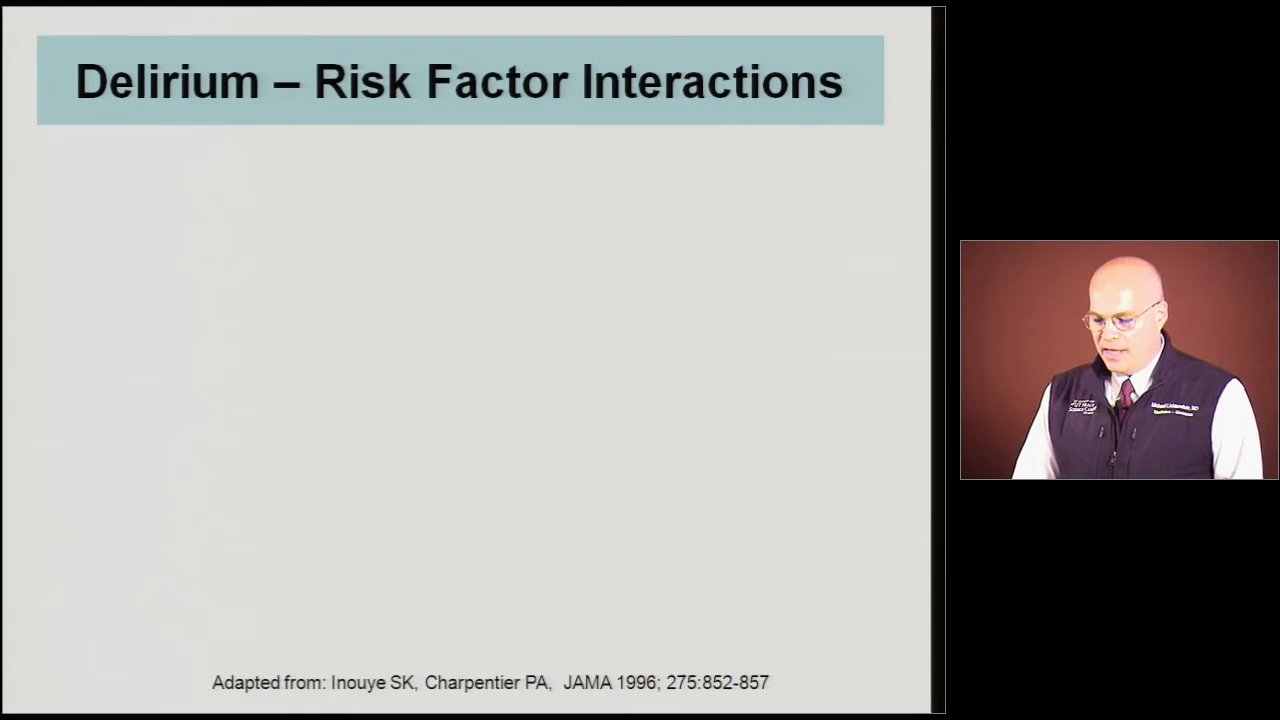 Delirium – Risk Factor Interactions
Adapted from: Inouye SK, Charpentier PA, JAMA 1996; 275:852-857